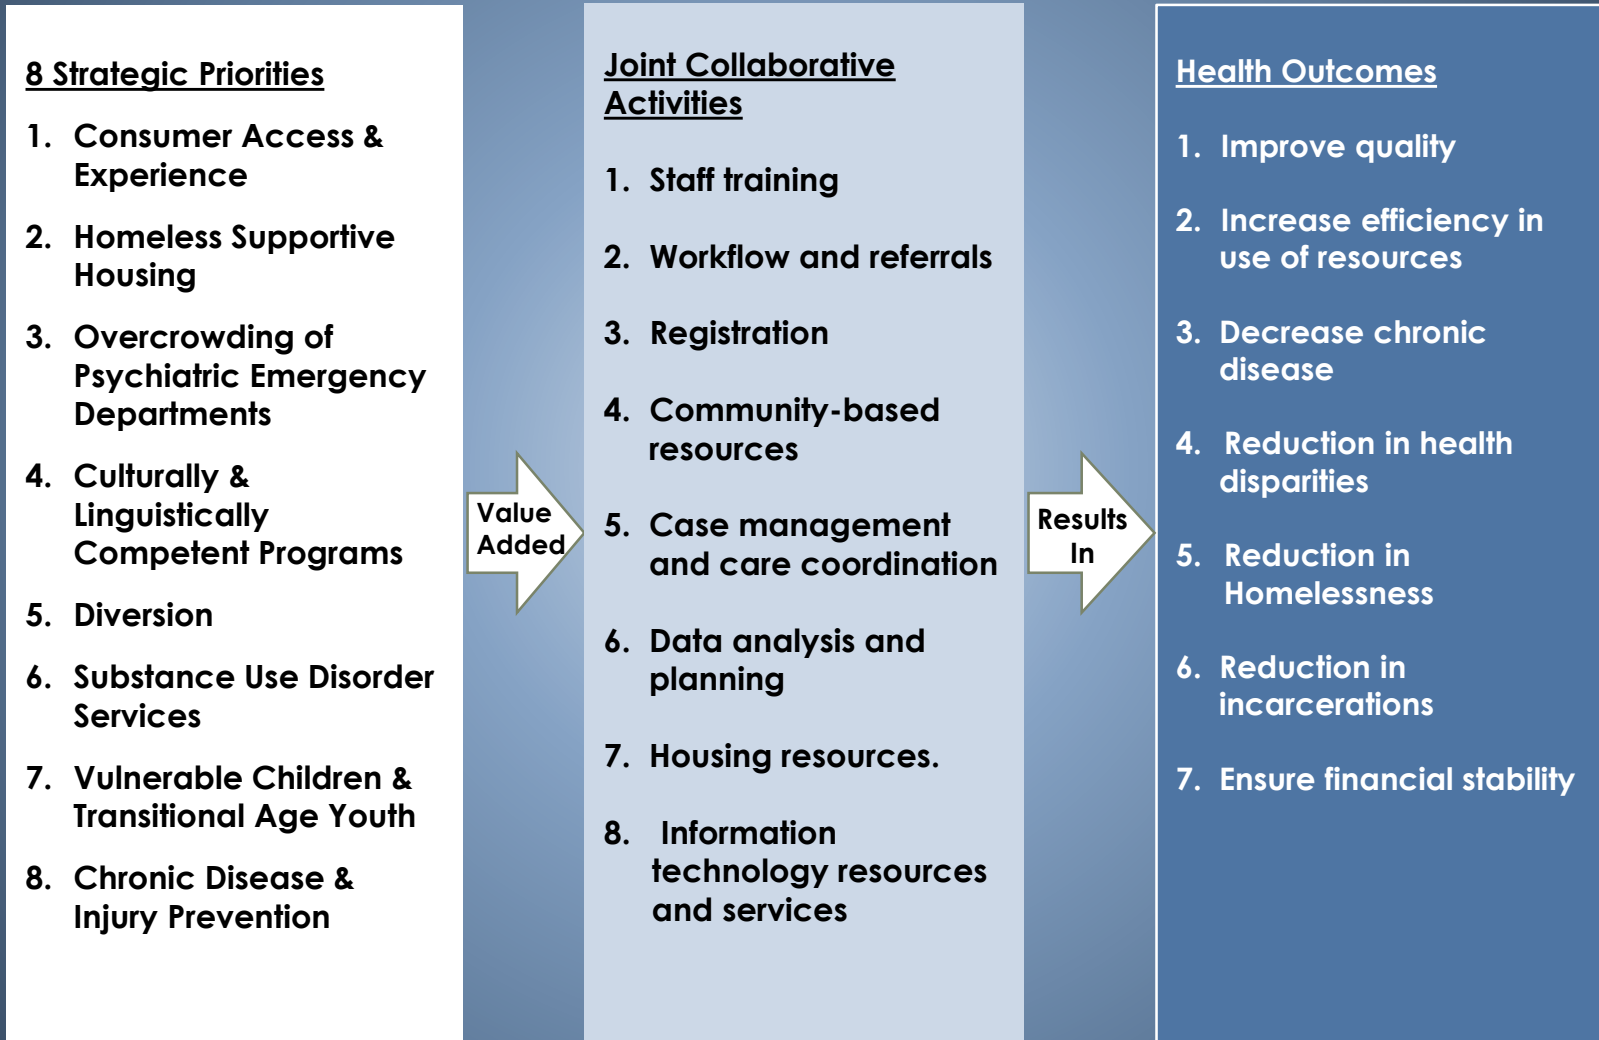 8 Strategic Priorities
1. Consumer Access &
Experience
2. Homeless Supportive
Housing
3. Overcrowding of
Psychiatric Emergency
Departments
4. Culturally &
Linguistically
Competent Programs
5. Diversion
6. Substance Use Disorder
Services
7. Vulnerable Children &
Transitional Age Youth
8. Chronic Disease &
Injury Prevention
Value
Added
Joint Collaborative
Activities
1. Staff training
2. Workflow and referrals
3. Registration
4. Community-based
resources
5. Case management
and care coordination
6. Data analysis and
planning
7. Housing resources.
8. Information
technology resources
and services
Results
In
Health Outcomes
1. Improve quality
2. Increase efficiency in
use of resources
3. Decrease chronic
disease
4. Reduction in health
disparities
5. Reduction in
Homelessness
6. Reduction in
incarcerations
7. Ensure financial stability